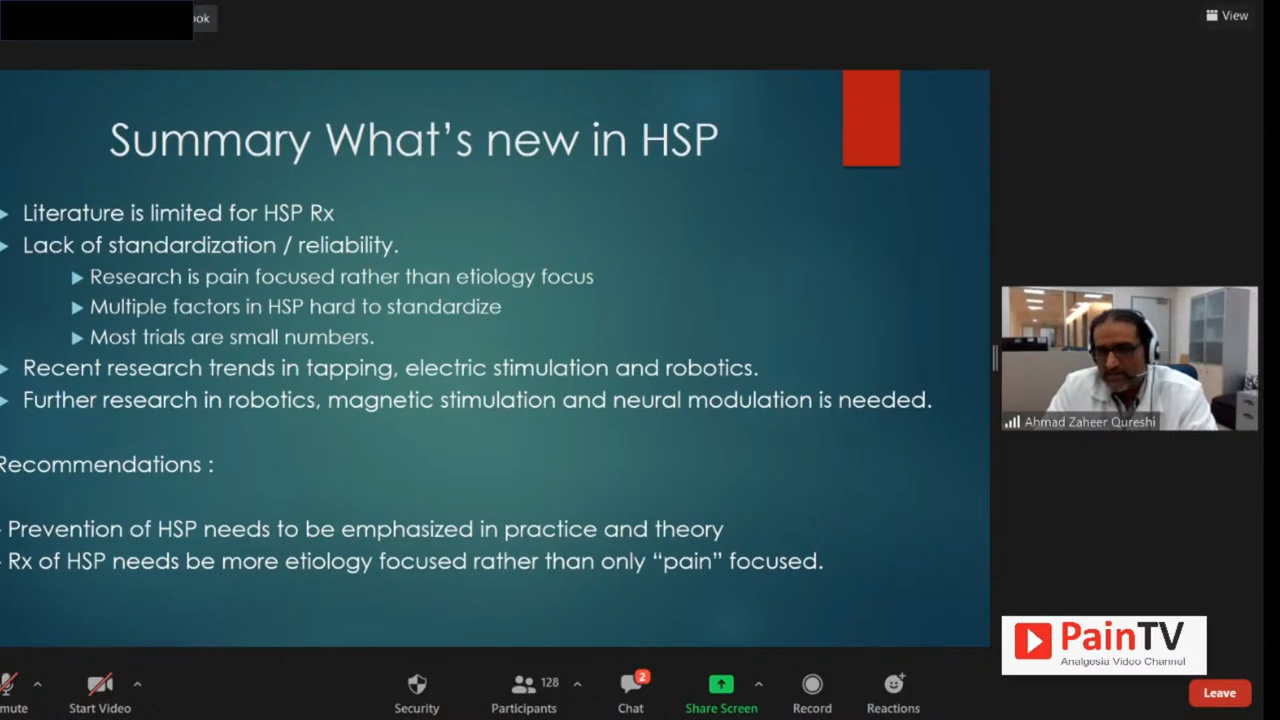 ook
View
Summary What's new in HSP
Literature is limited for HSP Rx
Lack of standardization / reliability.
Research is pain focused rather than etiology focus
Multiple factors in HSP hard to standardize
Most trials are small numbers.
Recent research trends in tapping, electric stimulation and robotics.
Further research in robotics, magnetic stimulation and neural modulation is needed.
Recommendations :
- Prevention of HSP needs to be emphasized in practice and theory
- Rx of HSP needs be more etiology focused rather than only “pain” focused.
Ahmad Zaheer Qureshi
PainTV
Analgesia Video Channel
mute
Start Video
Security
128
Participants
2
Chat
Share Screen
Record
Reactions
Leave